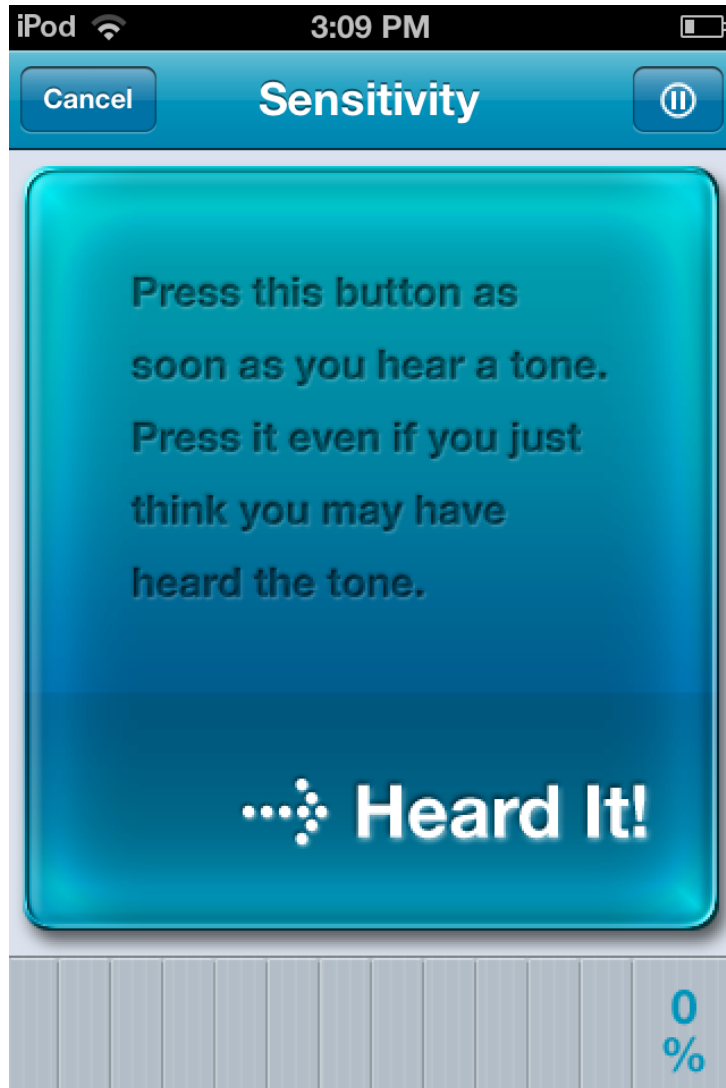 iPod 3:09 PM
Cancel Sensitivity
Press this button as
soon as you hear a tone.
Press it even if you just
think you may have
heard the tone.
Heard It!
0
%